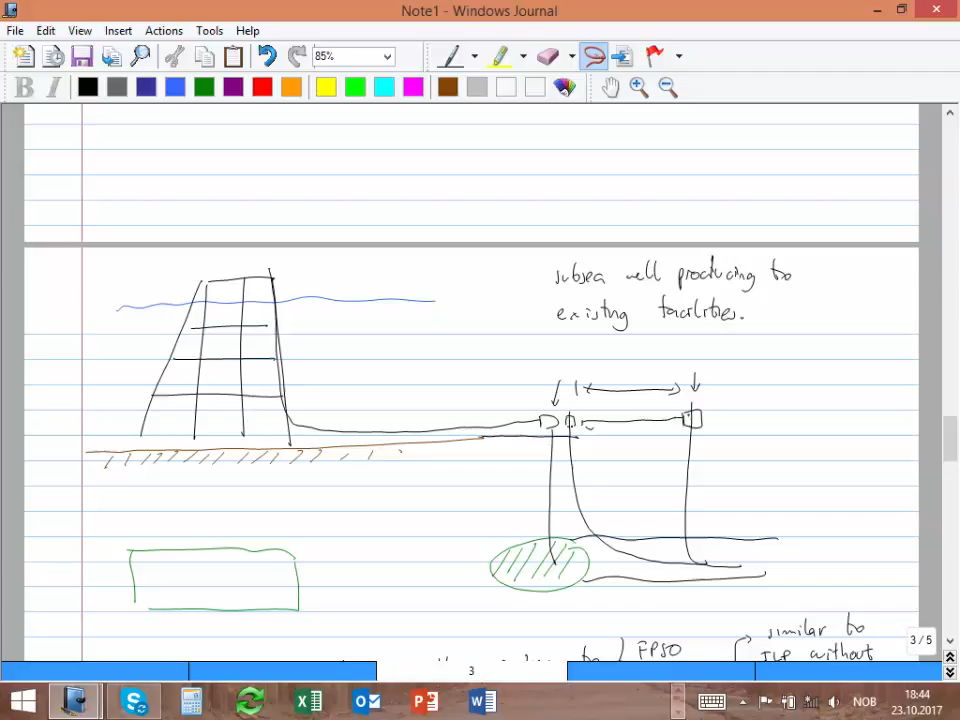 Note1 - Windows Journal
File Edit View Insert Actions Tools Help
85%
B I
subsea well producing to
existing facilities.
similar to
FPSO
TLP without
to
3 / 5
3
NOB
18:44
23.10.2017